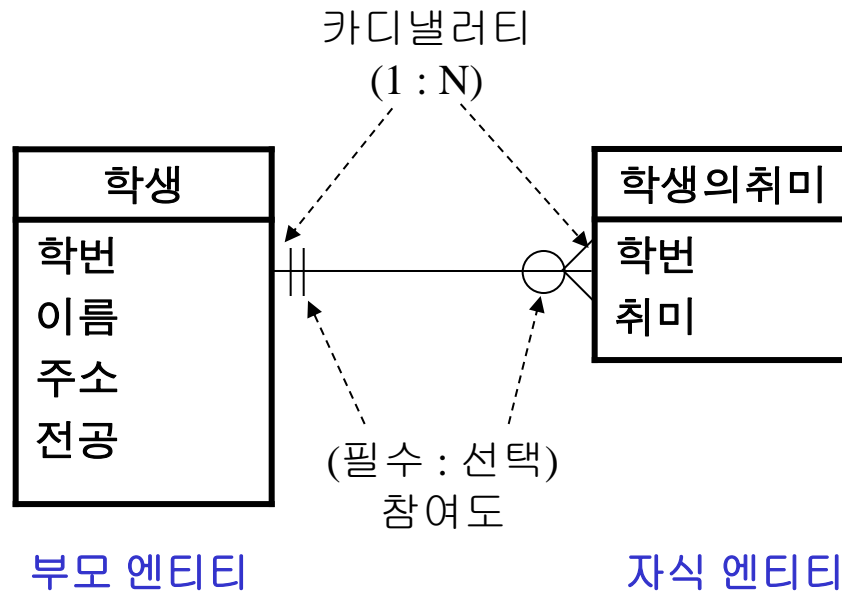 카디낼러티
(1 : N)
학생
학번
이름
주소
전공
학생의취미
학번
취미
(필수 : 선택)
참여도
부모 엔티티
자식 엔티티